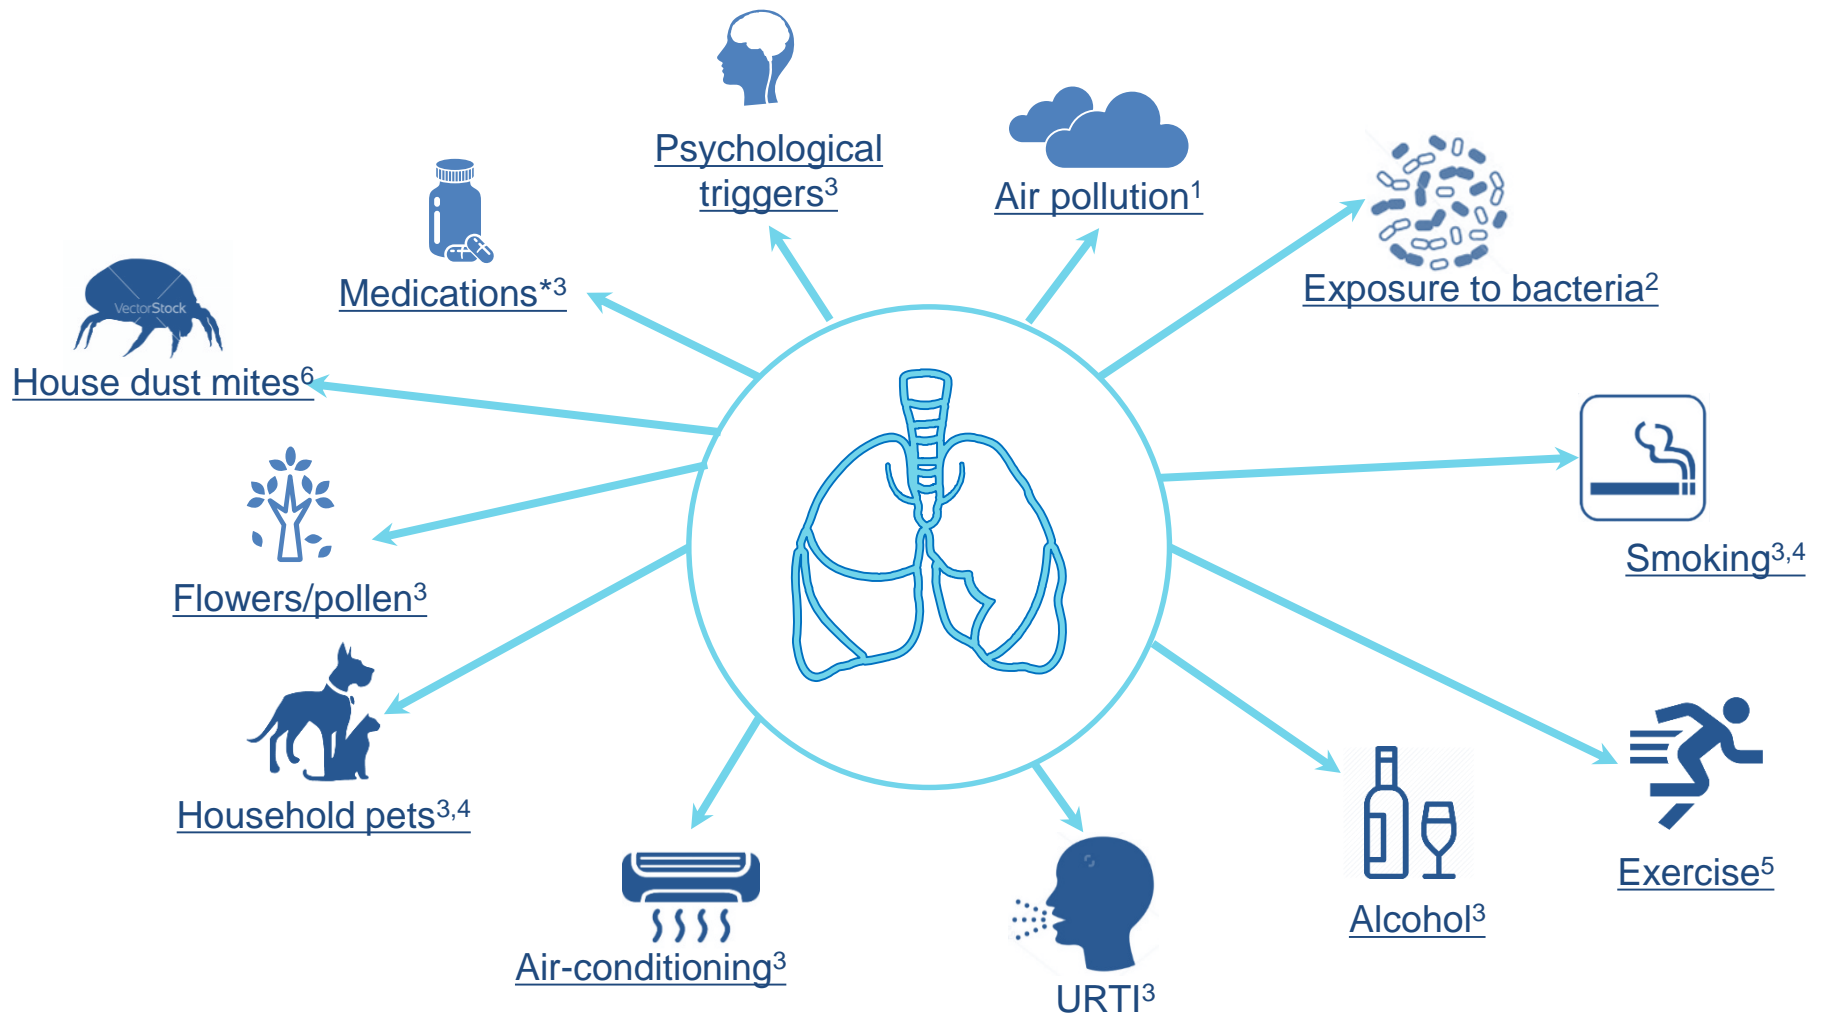 Psychological
triggers3
Air pollution1
Medications*3
Exposure to bacteria2
VectorStock
House dust mites6
Smoking3,4
Flowers/pollen3
Household pets3,4
Exercise5
Alcohol3
Air-conditioning3
URTI3